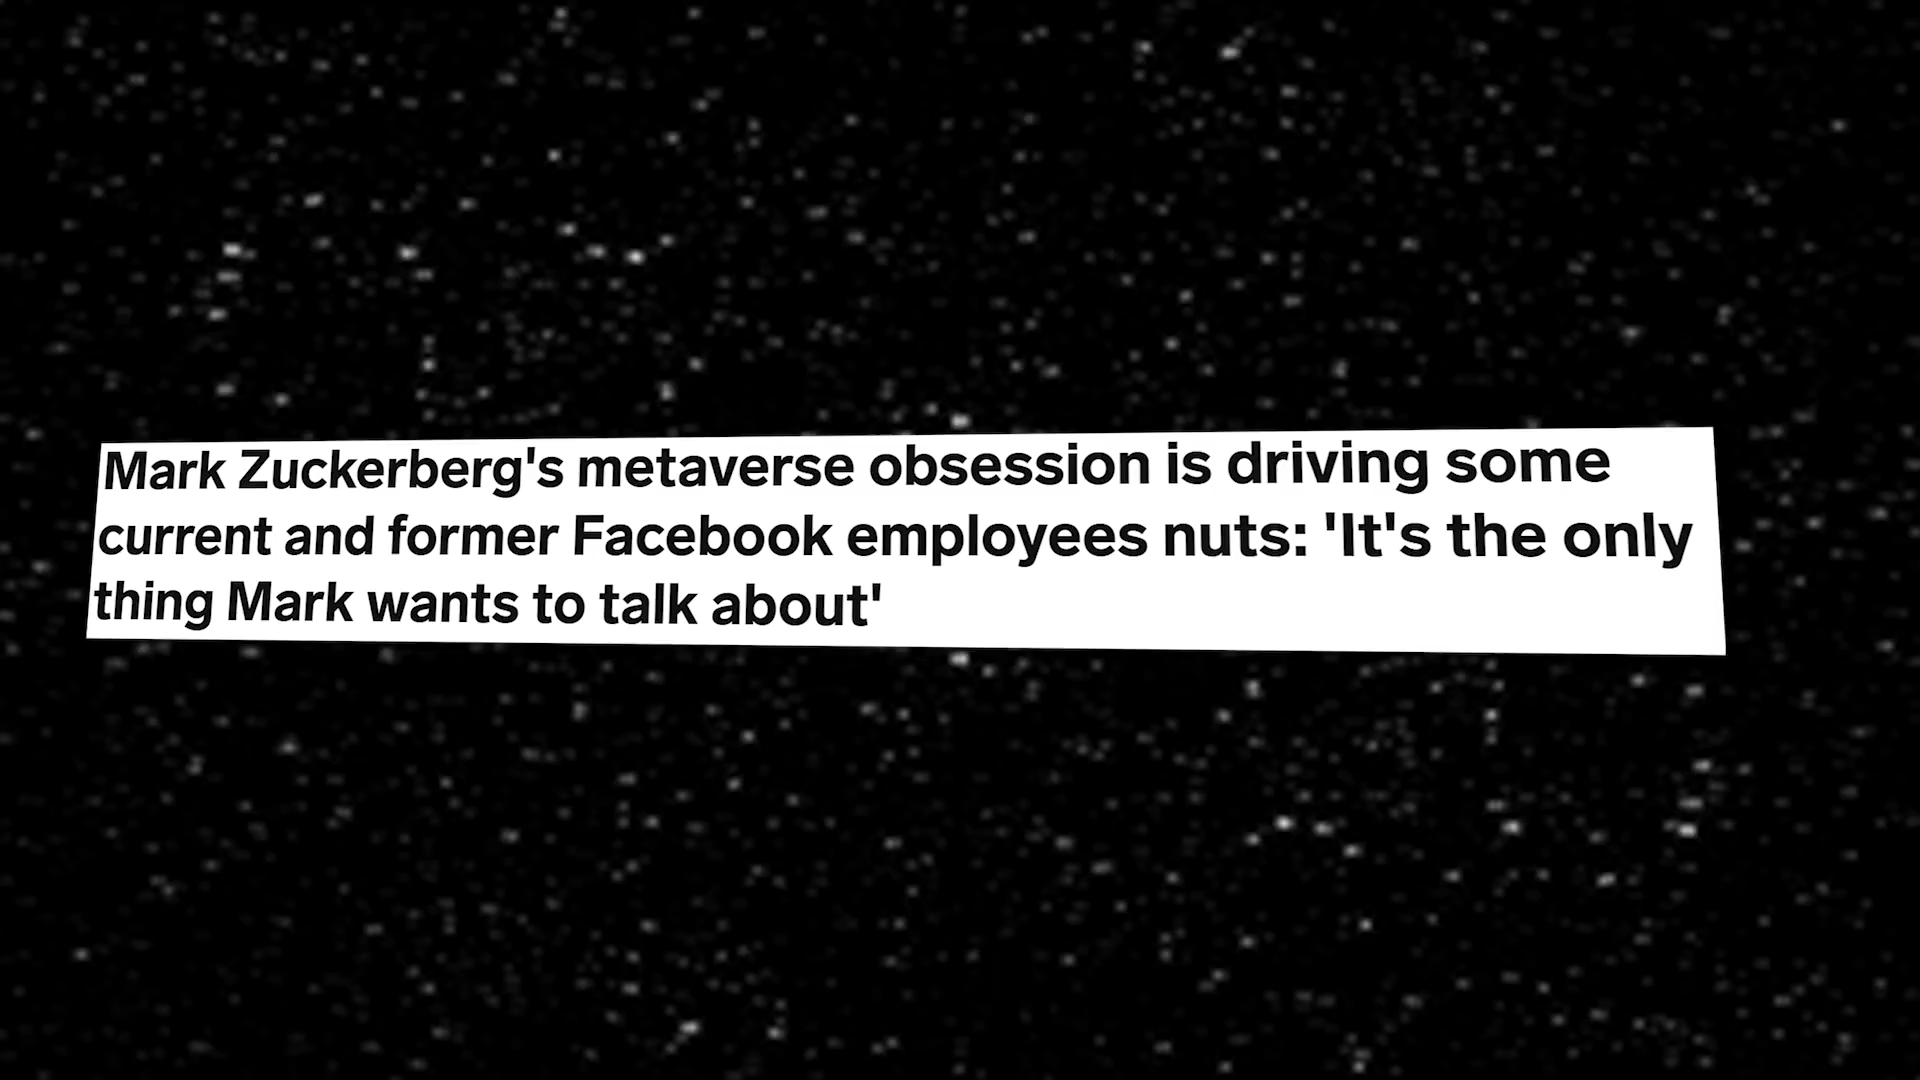 Mark Zuckerberg's metaverse obsession is driving some
current and former Facebook employees nuts: 'It's the only
thing Mark wants to talk about'